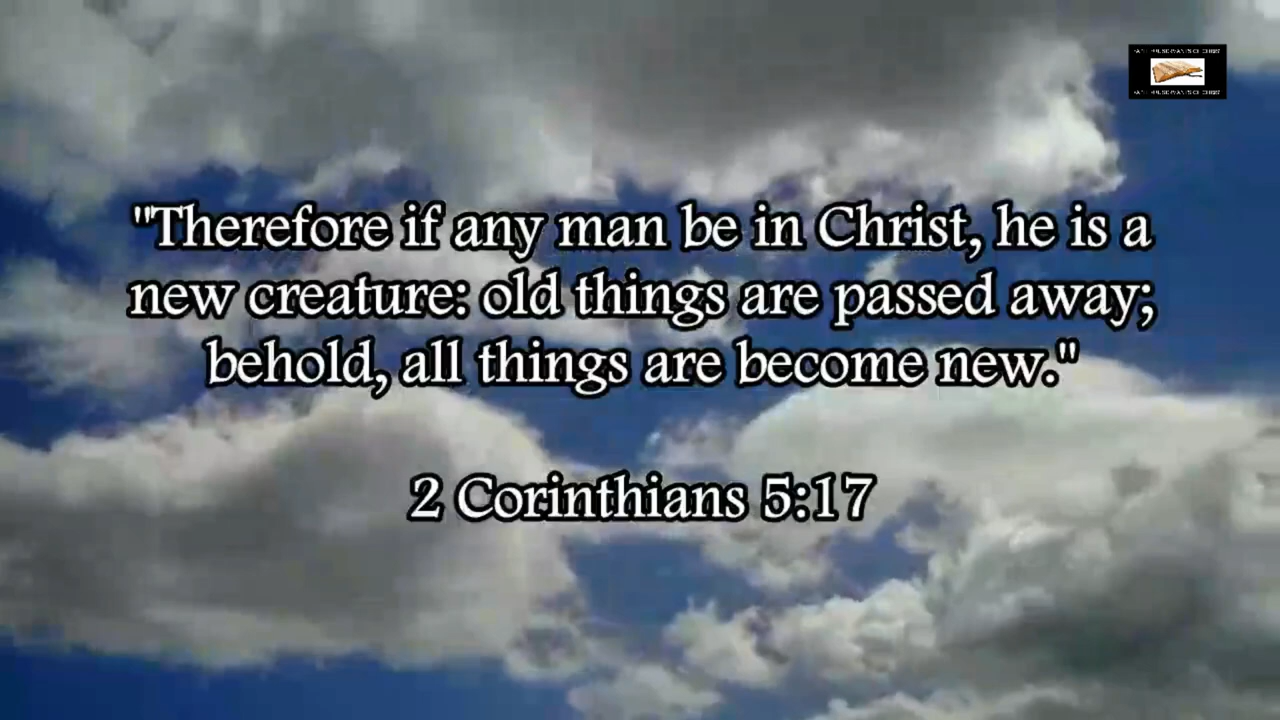 "Therefore if any man be in Christ, he is a
new creature: old things are passed away;
behold, all things are become new."
2 Corinthians 5:17